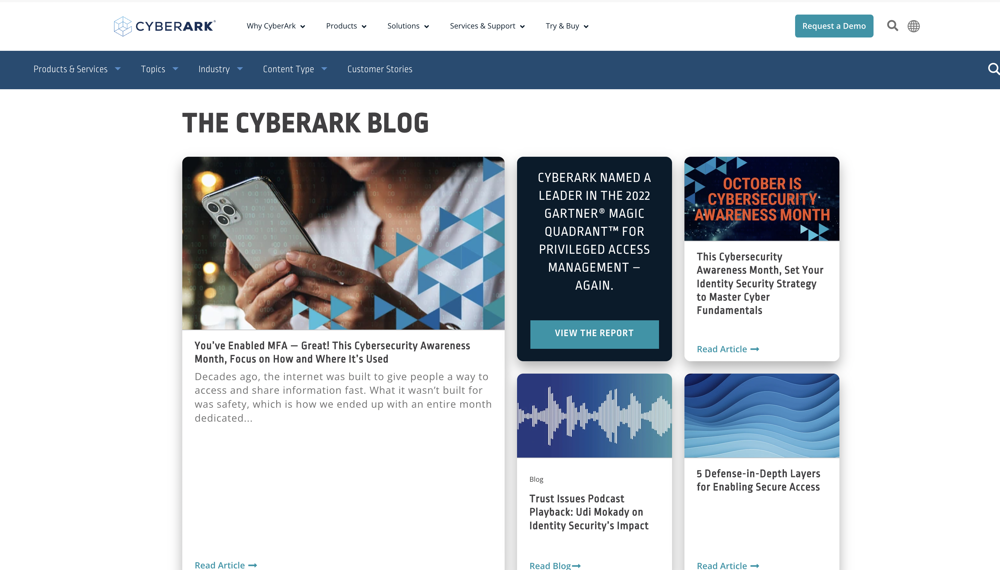 CYBERARK®
Why CyberArk
Products
Solutions
Services & Support
Try & Buy
Request a Demo
Products & Services
Topics
Industry
Content Type
Customer Stories
THE CYBERARK BLOG
You’ve Enabled MFA — Great! This Cybersecurity Awareness
Month, Focus on How and Where It’s Used
Decades ago, the internet was built to give people a way to
access and share information fast. What it wasn’t built for
was safety, which is how we ended up with an entire month
dedicated...
Read Article
CYBERARK NAMED A
LEADER IN THE 2022
GARTNER® MAGIC
QUADRANT™ FOR
PRIVILEGED ACCESS
MANAGEMENT –
AGAIN.
VIEW THE REPORT
OCTOBER IS
CYBERSECURITY
AWARENESS MONTH
This Cybersecurity
Awareness Month, Set Your
Identity Security Strategy
to Master Cyber
Fundamentals
Read Article
Blog
Trust Issues Podcast
Playback: Udi Mokady on
Identity Security’s Impact
Read Blog
5 Defense-in-Depth Layers
for Enabling Secure Access
Read Article